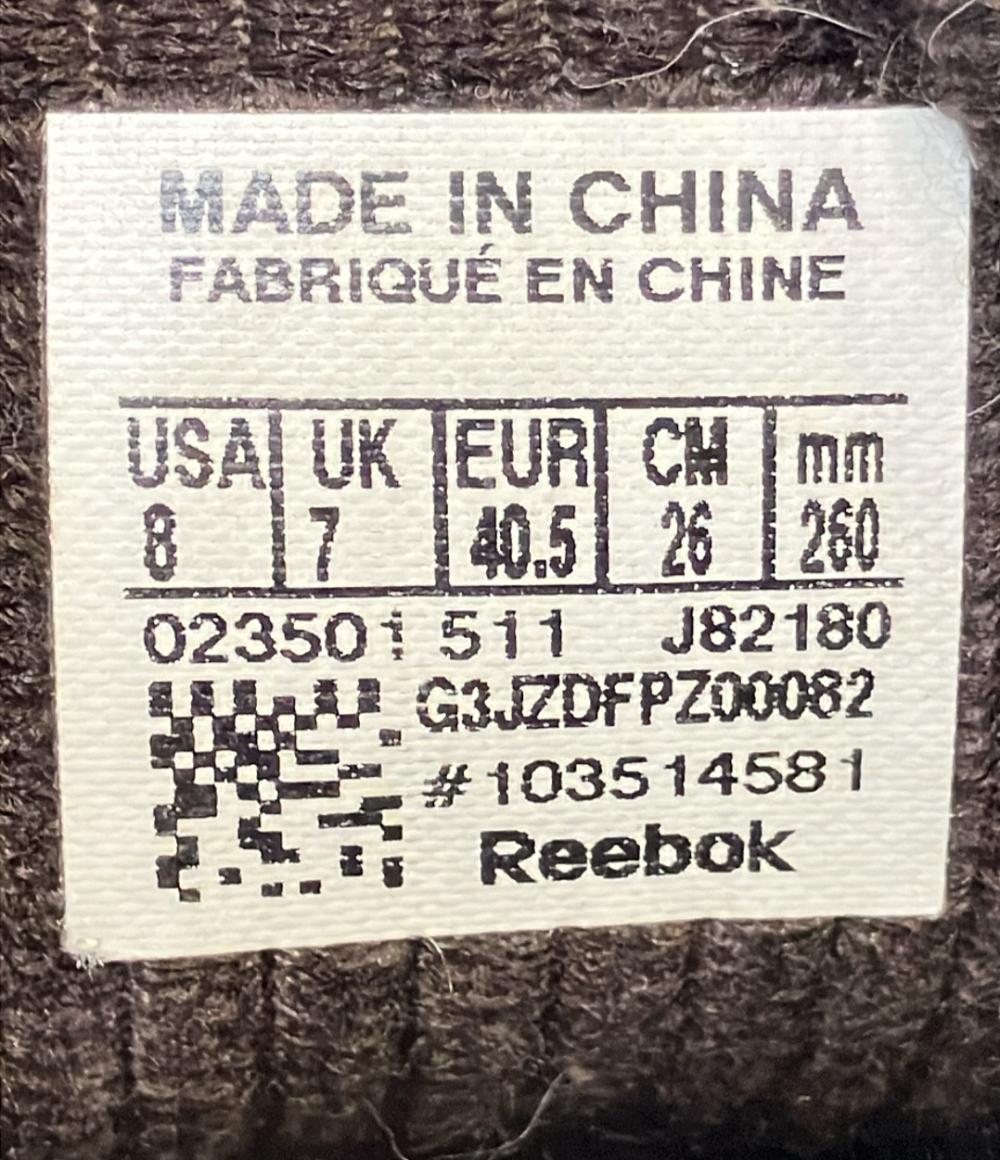 MADE IN CHINA
FABRIQUÉ EN CHINE
USA UK EUR CM mm
8 7 40.5 26 260
023501 511 J82180
G3JZDFPZ00082
#103514581
Reebok